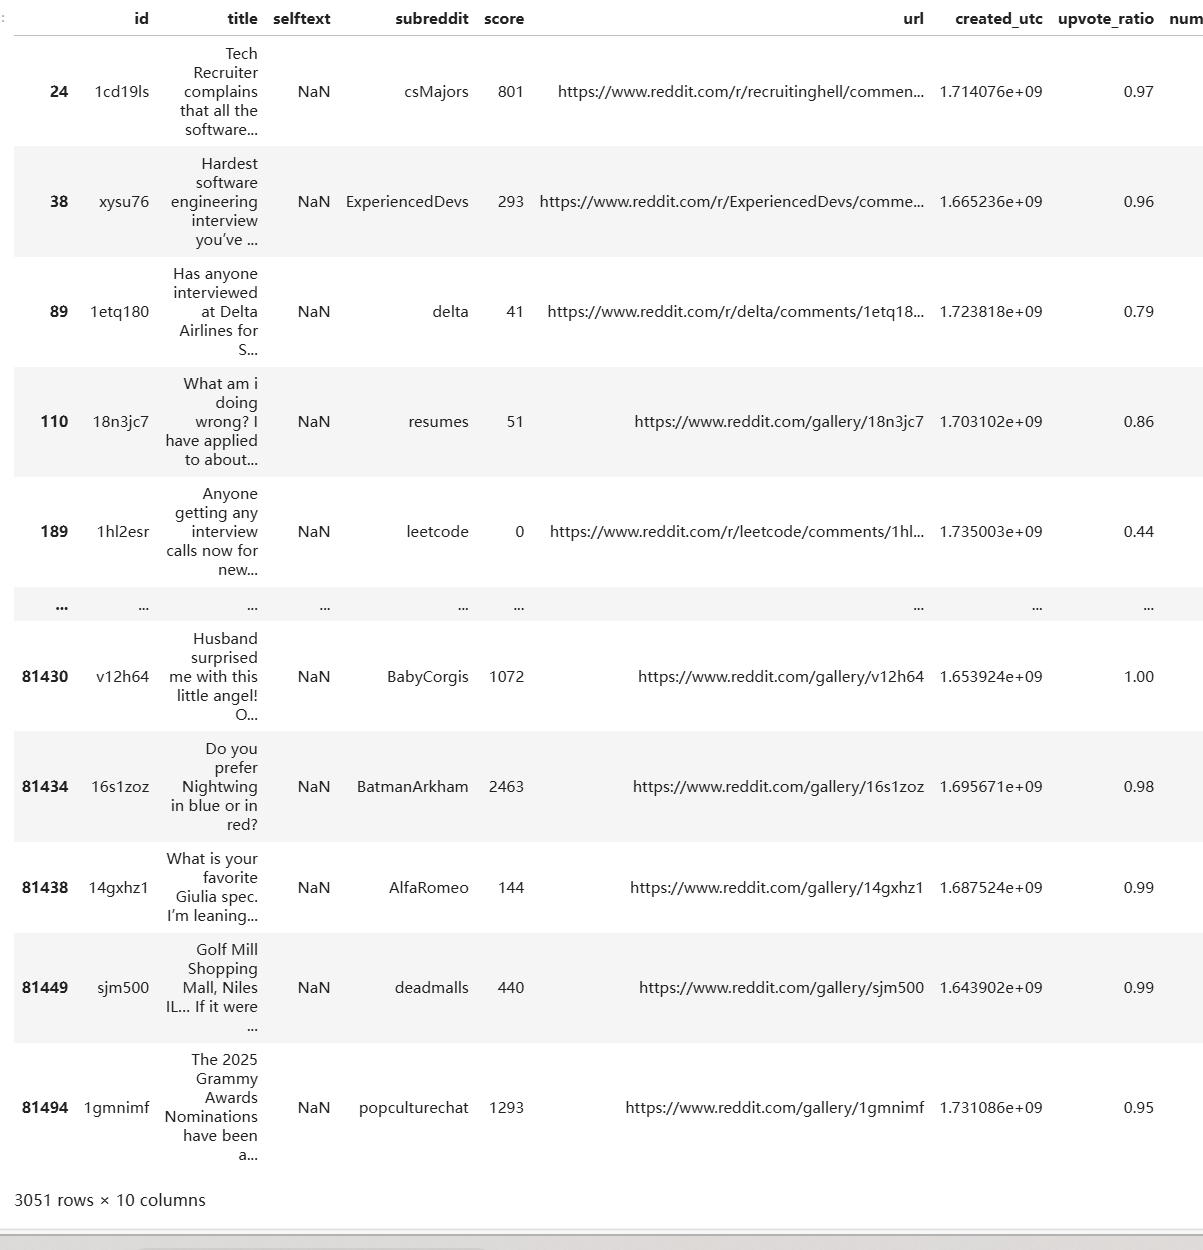 :
id title selftext subreddit score url created_utc upvote_ratio num
Tech
Recruiter
24 1cd19ls complains NaN csMajors 801 https://www.reddit.com/r/recruitinghell/commen... 1.714076e+09 0.97
that all the
software...
Hardest
software
38 xysu76 engineering NaN ExperiencedDevs 293 https://www.reddit.com/r/ExperiencedDevs/comme... 1.665236e+09 0.96
interview
you’ve ...
Has anyone
interviewed
89 1etq180 at Delta NaN delta 41 https://www.reddit.com/r/delta/comments/1etq18... 1.723818e+09 0.79
Airlines for
S...
What am i
doing
110 18n3jc7 wrong? I NaN resumes 51 https://www.reddit.com/gallery/18n3jc7 1.703102e+09 0.86
have applied
to about...
Anyone
getting any
189 1hl2esr interview NaN leetcode 0 https://www.reddit.com/r/leetcode/comments/1hl... 1.735003e+09 0.44
calls now for
new...
... ... ... ... ... ... ... ... ...
Husband
surprised
81430 v12h64 me with this NaN BabyCorgis 1072 https://www.reddit.com/gallery/v12h64 1.653924e+09 1.00
little angel!
O...
Do you
prefer
81434 16s1zoz Nightwing NaN BatmanArkham 2463 https://www.reddit.com/gallery/16s1zoz 1.695671e+09 0.98
in blue or in
red?
What is your
favorite
81438 14gxhz1 Giulia spec. NaN AlfaRomeo 144 https://www.reddit.com/gallery/14gxhz1 1.687524e+09 0.99
I’m leaning...
Golf Mill
Shopping
81449 sjm500 Mall, Niles NaN deadmalls 440 https://www.reddit.com/gallery/sjm500 1.643902e+09 0.99
IL... If it were
...
The 2025
Grammy
Awards
81494 1gmnimf Nominations NaN popculturechat 1293 https://www.reddit.com/gallery/1gmnimf 1.731086e+09 0.95
have been
a...
3051 rows × 10 columns